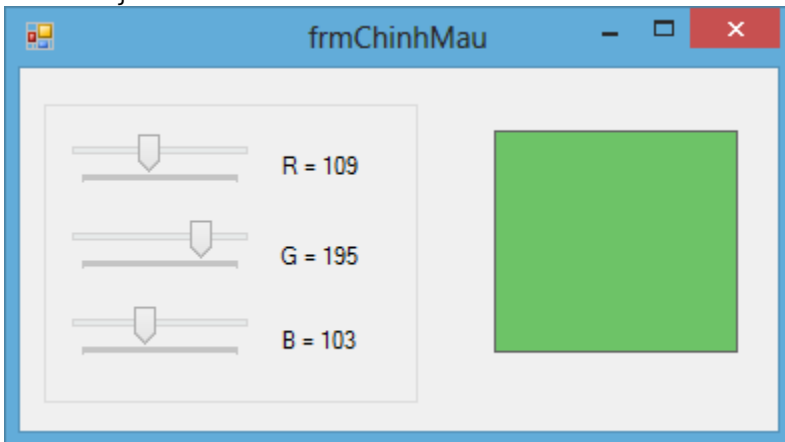 frmChinhMau
R = 109
G = 195
B = 103